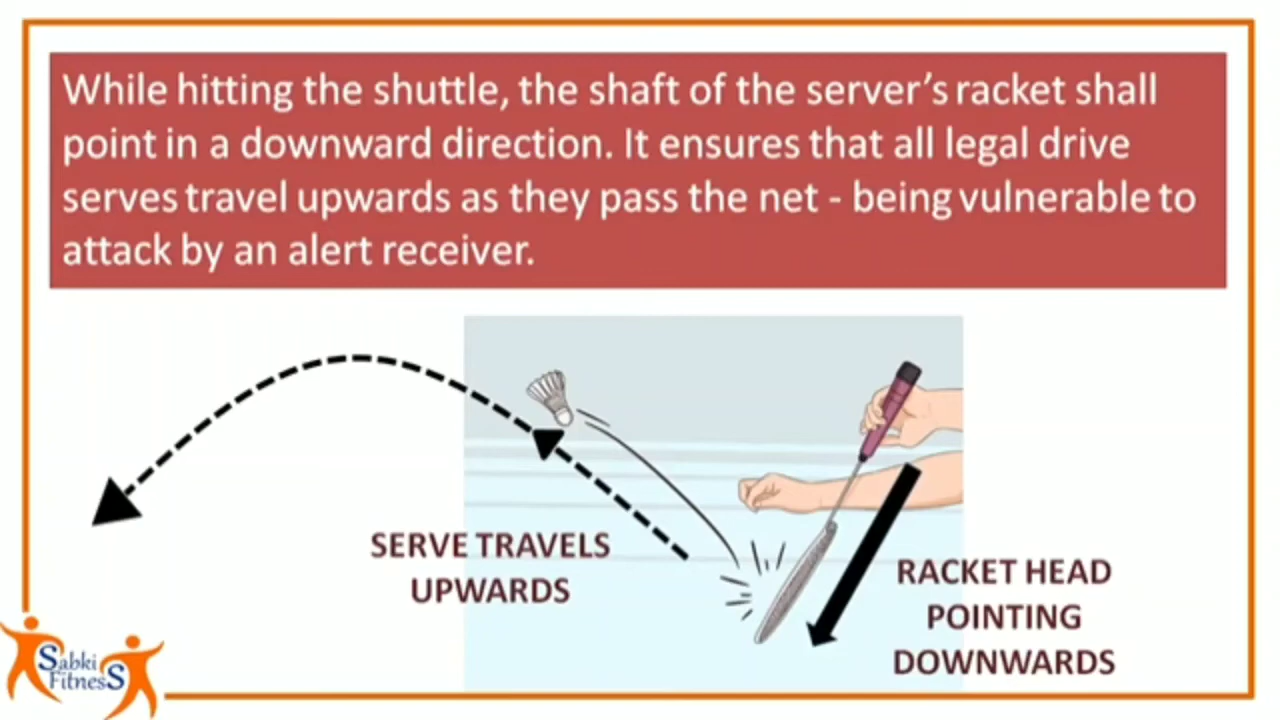 While hitting the shuttle, the shaft of the server’s racket shall
point in a downward direction. It ensures that all legal drive
serves travel upwards as they pass the net - being vulnerable to
attack by an alert receiver.
SERVE TRAVELS
UPWARDS
RACKET HEAD
POINTING
DOWNWARDS
Sabki
FitnesS